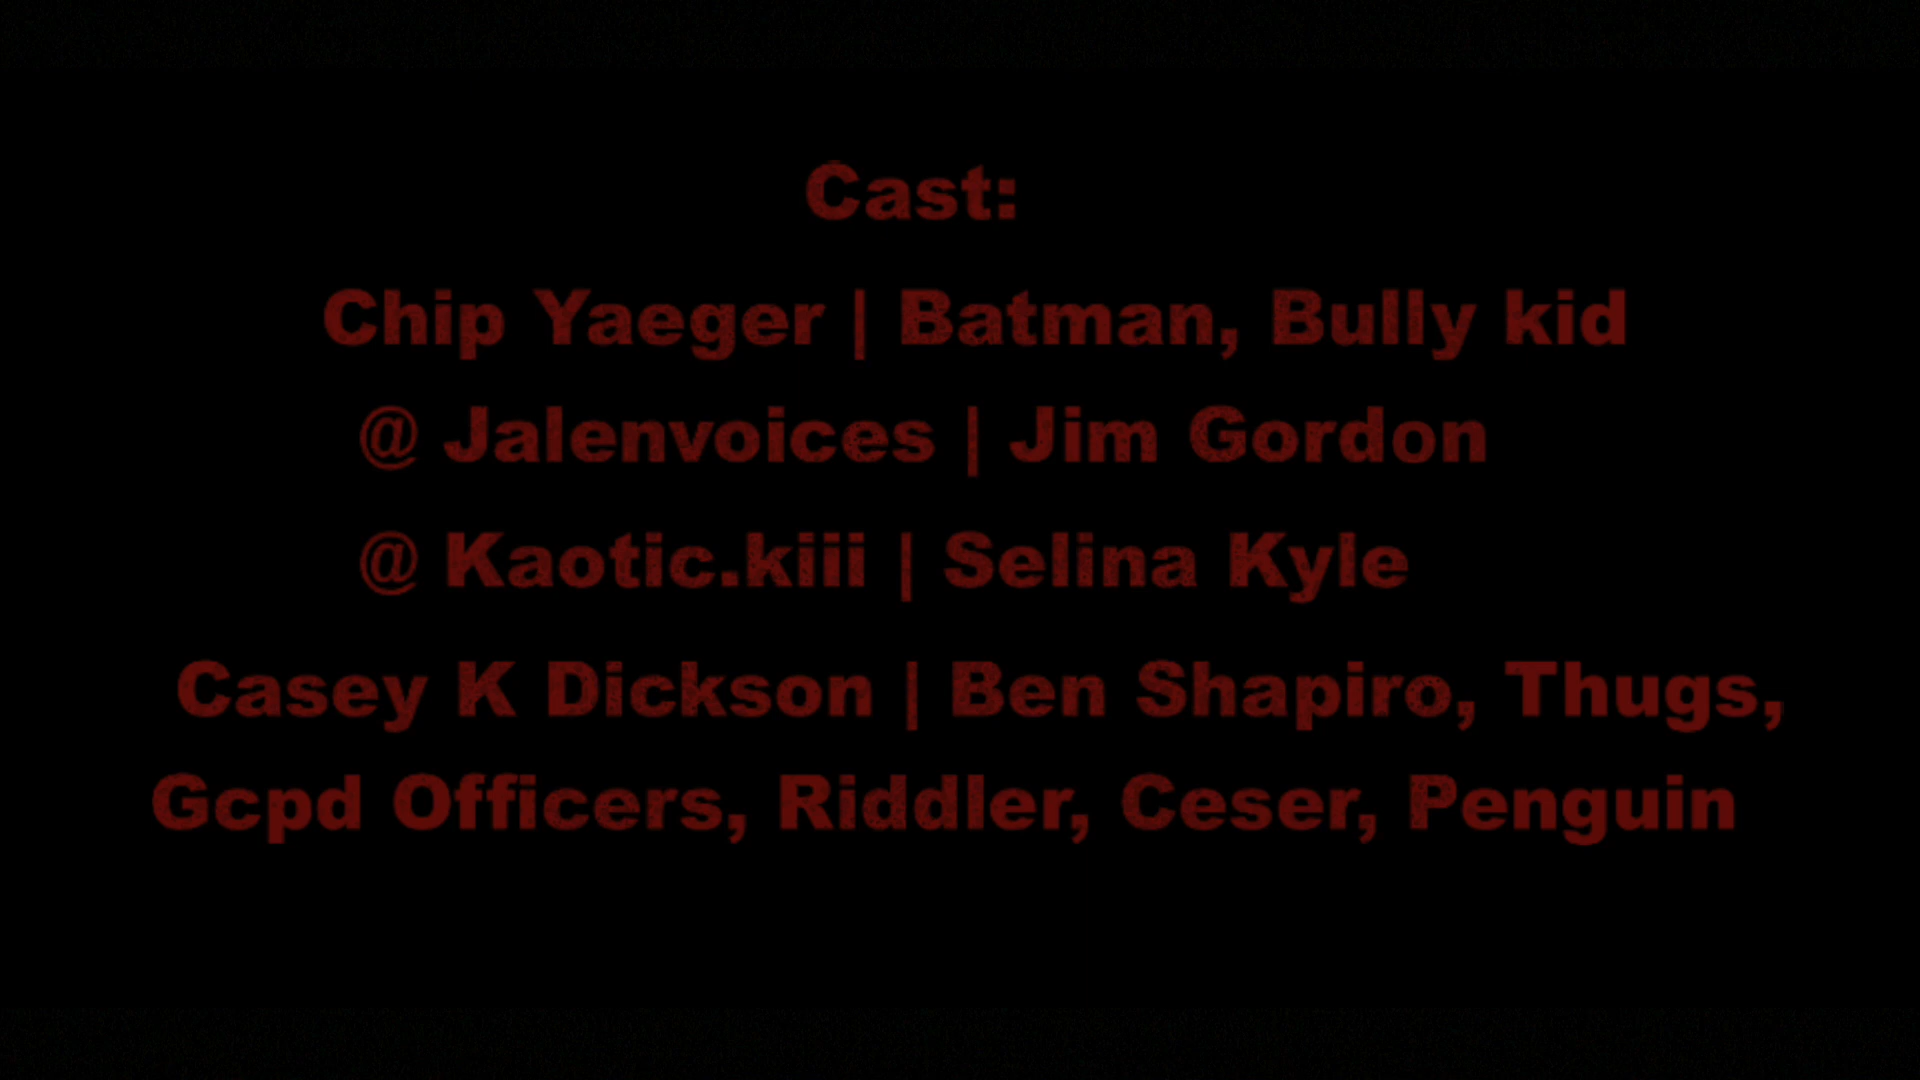 Cast:
Chip Yaeger | Batman, Bully kid
@ Jalenvoices | Jim Gordon
@ Kaotic.kiii | Selina Kyle
Casey K Dickson | Ben Shapiro, Thugs,
Gcpd Officers, Riddler, Ceser, Penguin